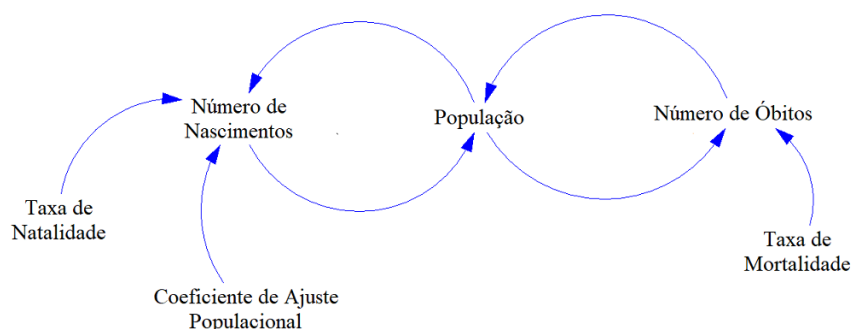 Número de
Nascimentos
População
Número de Óbitos
Taxa de
Natalidade
Taxa de
Mortalidade
Coeficiente de Ajuste
Populacional